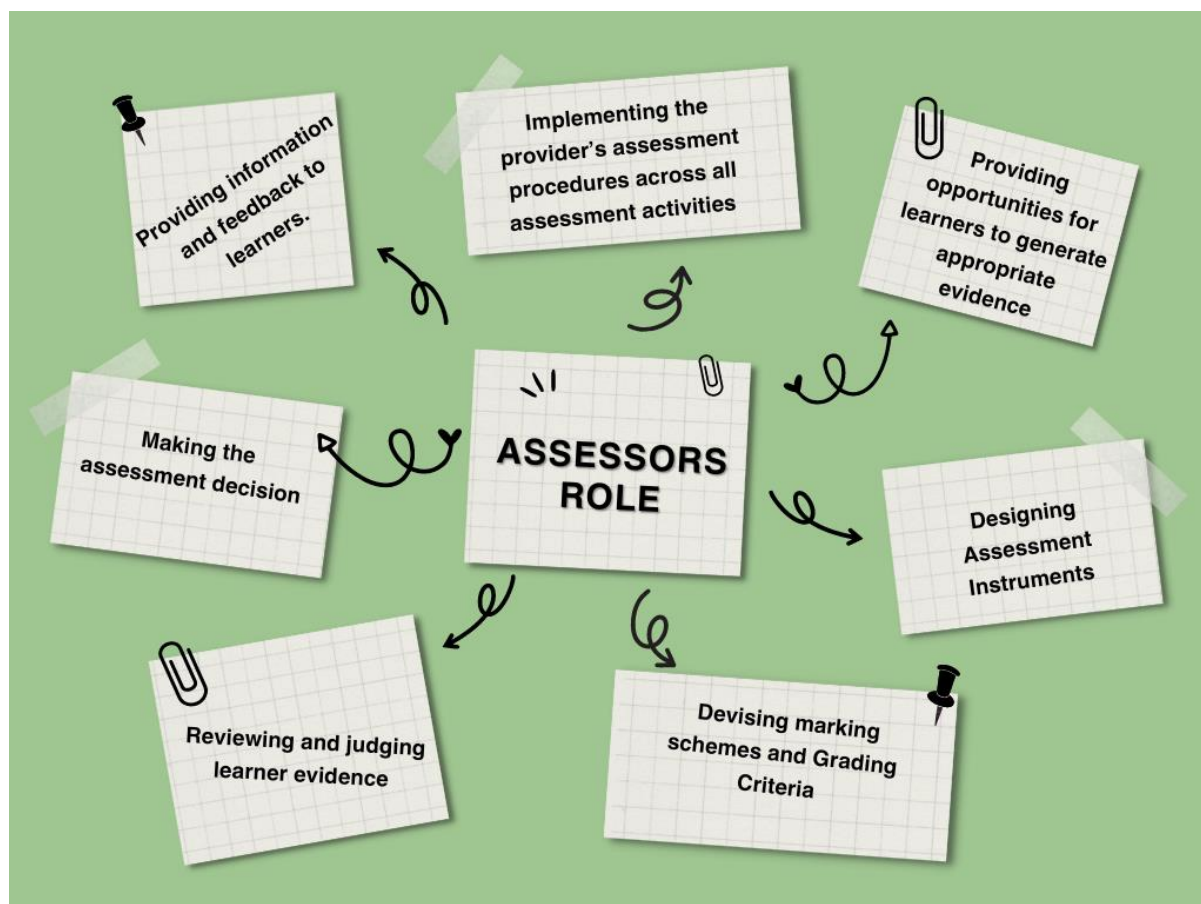 Providing information
and feedback to
learners.
Implementing the
provider's assessment
procedures across all
assessment activities
Providing
opportunities for
learners to generate
appropriate
evidence
ASSESSORS
ROLE
Making the
assessment decision
Designing
Assessment
Instruments
Reviewing and judging
learner evidence
Devising marking
schemes and Grading
Criteria